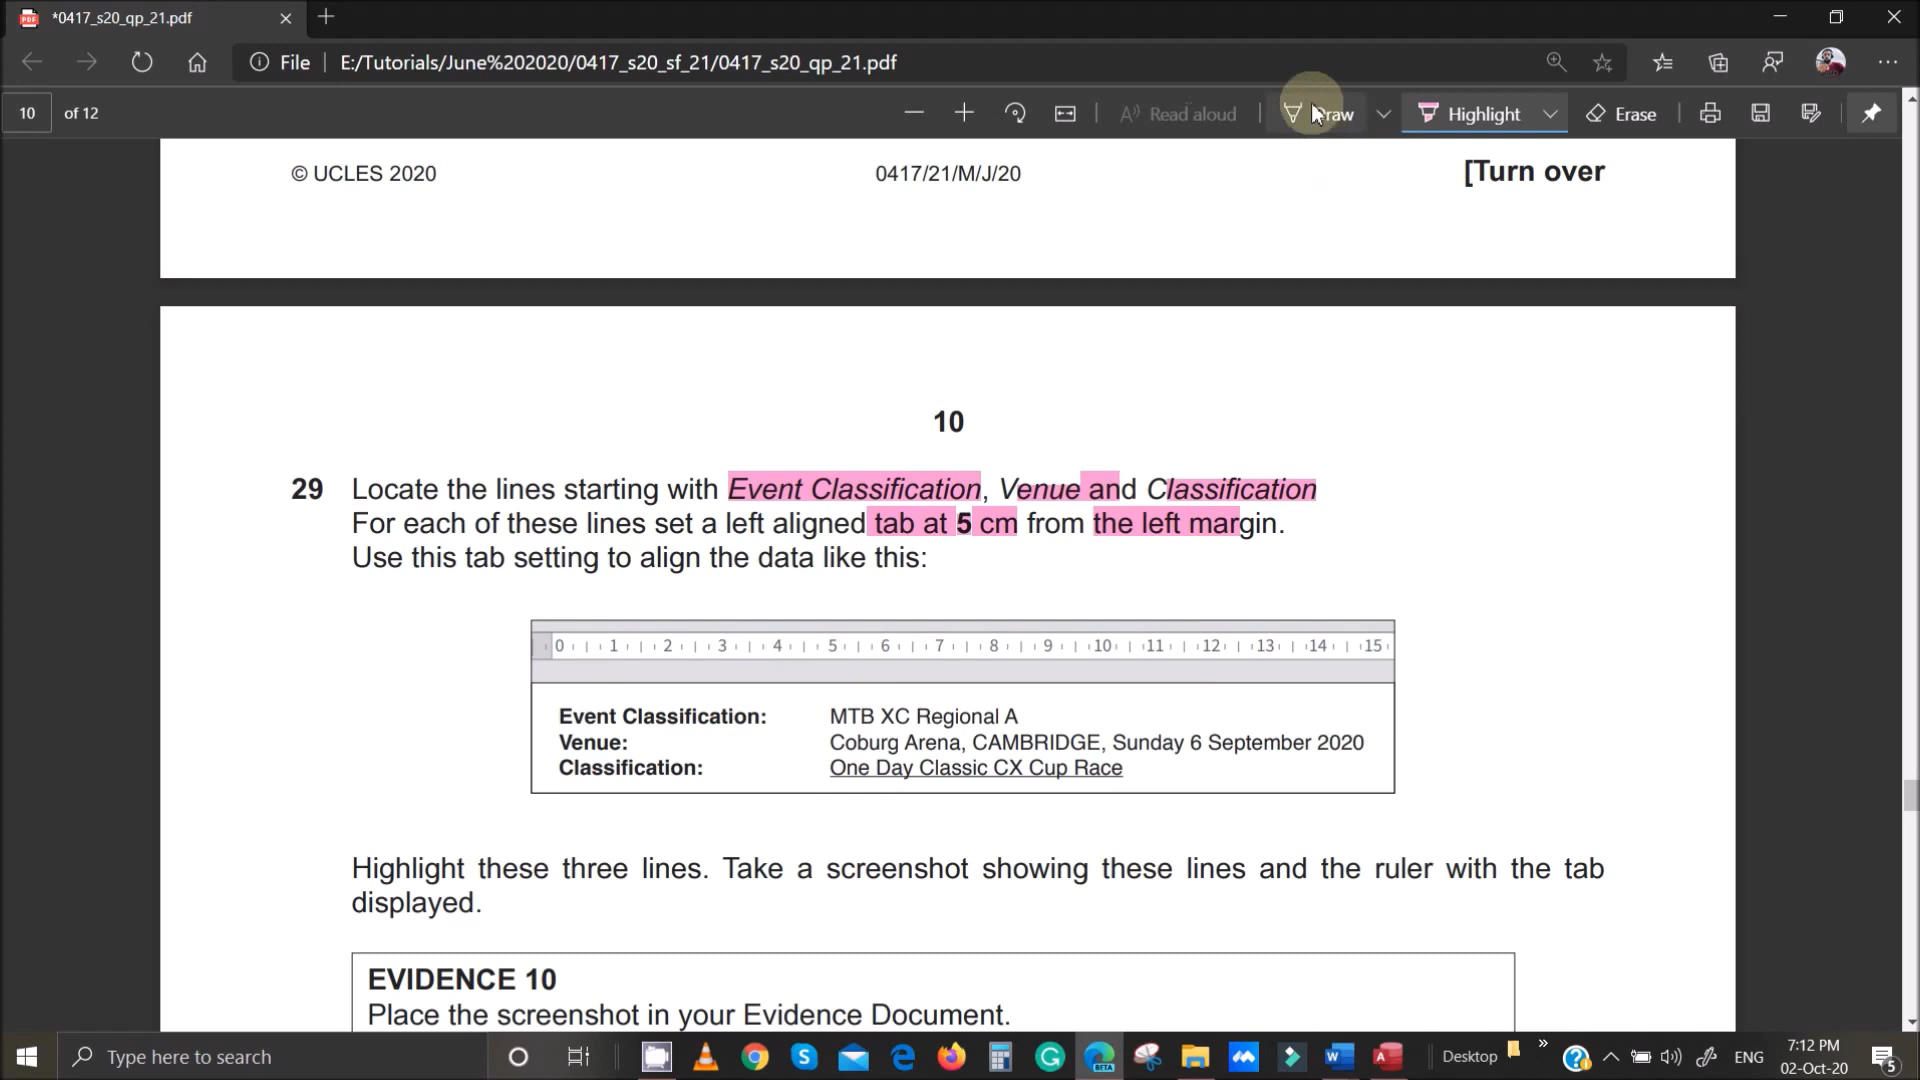 *0417_s20_qp_21.pdf
File
E:/Tutorials/June%202020/0417_s20_sf_21/0417_s20_qp_21.pdf
10 of 12
Read aloud
Draw
Highlight
Erase
© UCLES 2020
0417/21/M/J/20
[Turn over
10
29 Locate the lines starting with Event Classification, Venue and Classification
For each of these lines set a left aligned tab at 5 cm from the left margin.
Use this tab setting to align the data like this:
0 1 2 3 4 5 6 7 8 9 10 11 12 13 14 15
Event Classification: MTB XC Regional A
Venue: Coburg Arena, CAMBRIDGE, Sunday 6 September 2020
Classification: One Day Classic CX Cup Race
Highlight these three lines. Take a screenshot showing these lines and the ruler with the tab
displayed.
EVIDENCE 10
Place the screenshot in your Evidence Document.
Type here to search
Desktop
ENG
7:12 PM
02-Oct-20
5